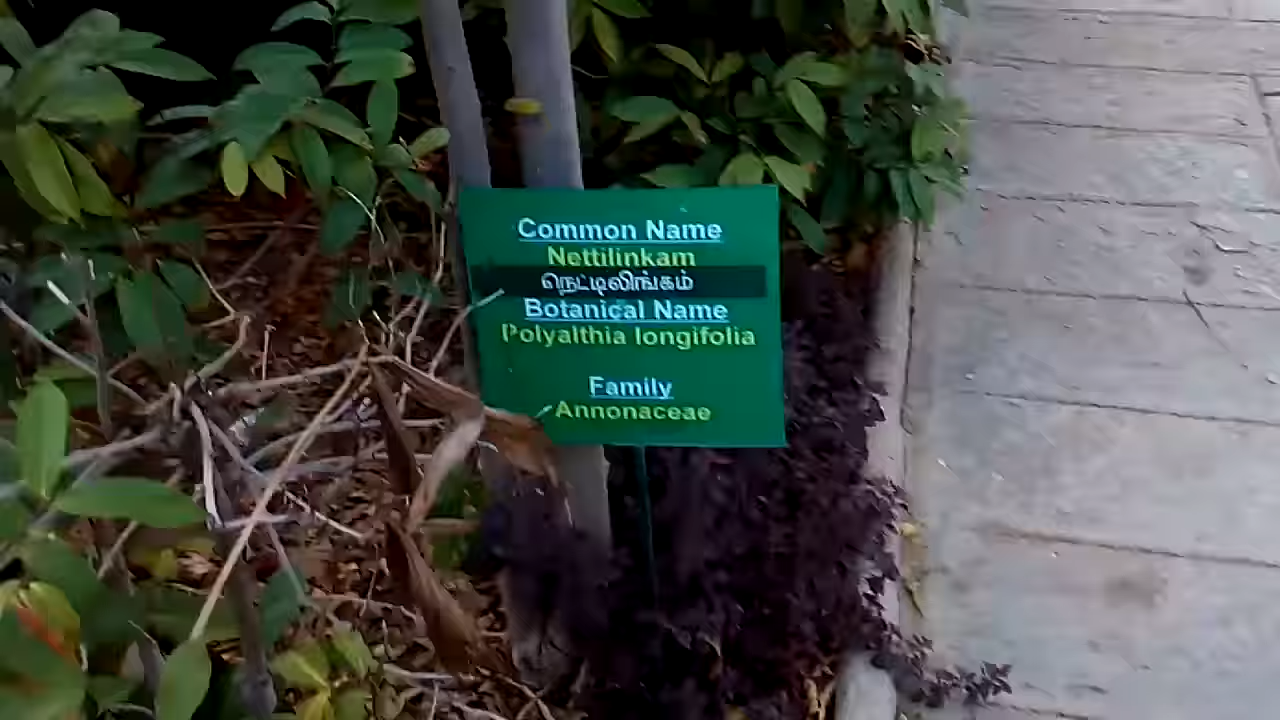 Common Name
Nettilinkam
நெட்டிலிங்கம்
Botanical Name
Polyalthia longifolia
Family
Annonaceae